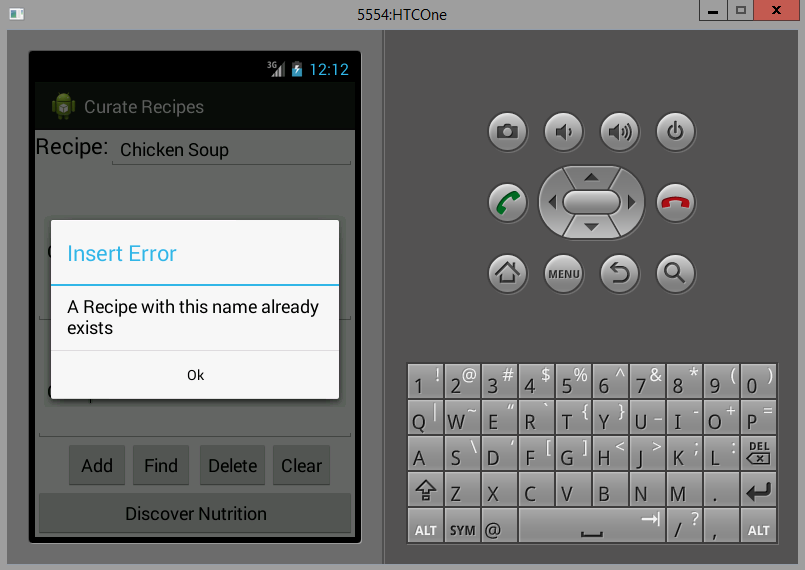 5554:HTCOne
3G 12:12
Curate Recipes
Recipe: Chicken Soup
Insert Error
A Recipe with this name already
exists
Ok
Add Find Delete Clear
Discover Nutrition
MENU
1 ! 2 @ 3 # 4 $ 5 % 6 ^ 7 & 8 * 9 ( 0 )
Q | W ~ E “ R ` T { Y } U _ I - O + P =
A S \ D ‘ F [ G ] H < J > K ; L : DEL
Z X C V B N M .
ALT SYM @ / ? , ALT